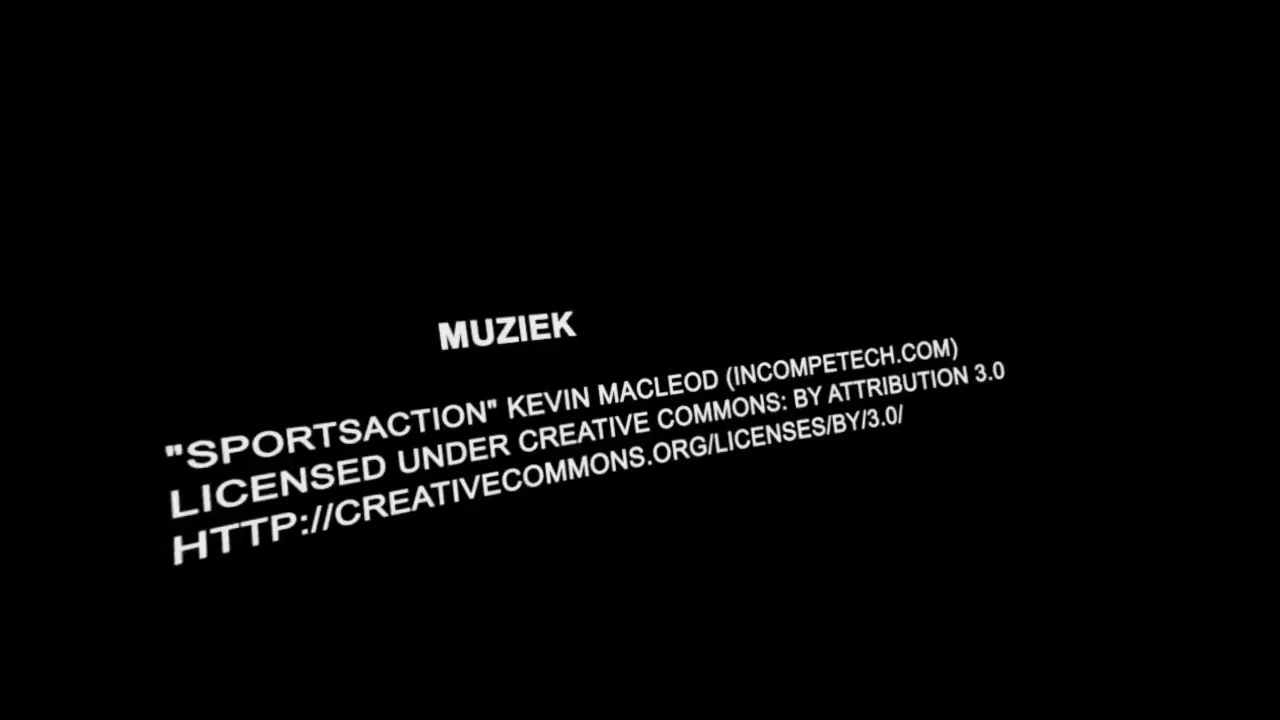 MUZIEK
"SPORTSACTION" KEVIN MACLEOD (INCOMPETECH.COM)
LICENSED UNDER CREATIVE COMMONS: BY ATTRIBUTION 3.0
HTTP://CREATIVECOMMONS.ORG/LICENSES/BY/3.0/